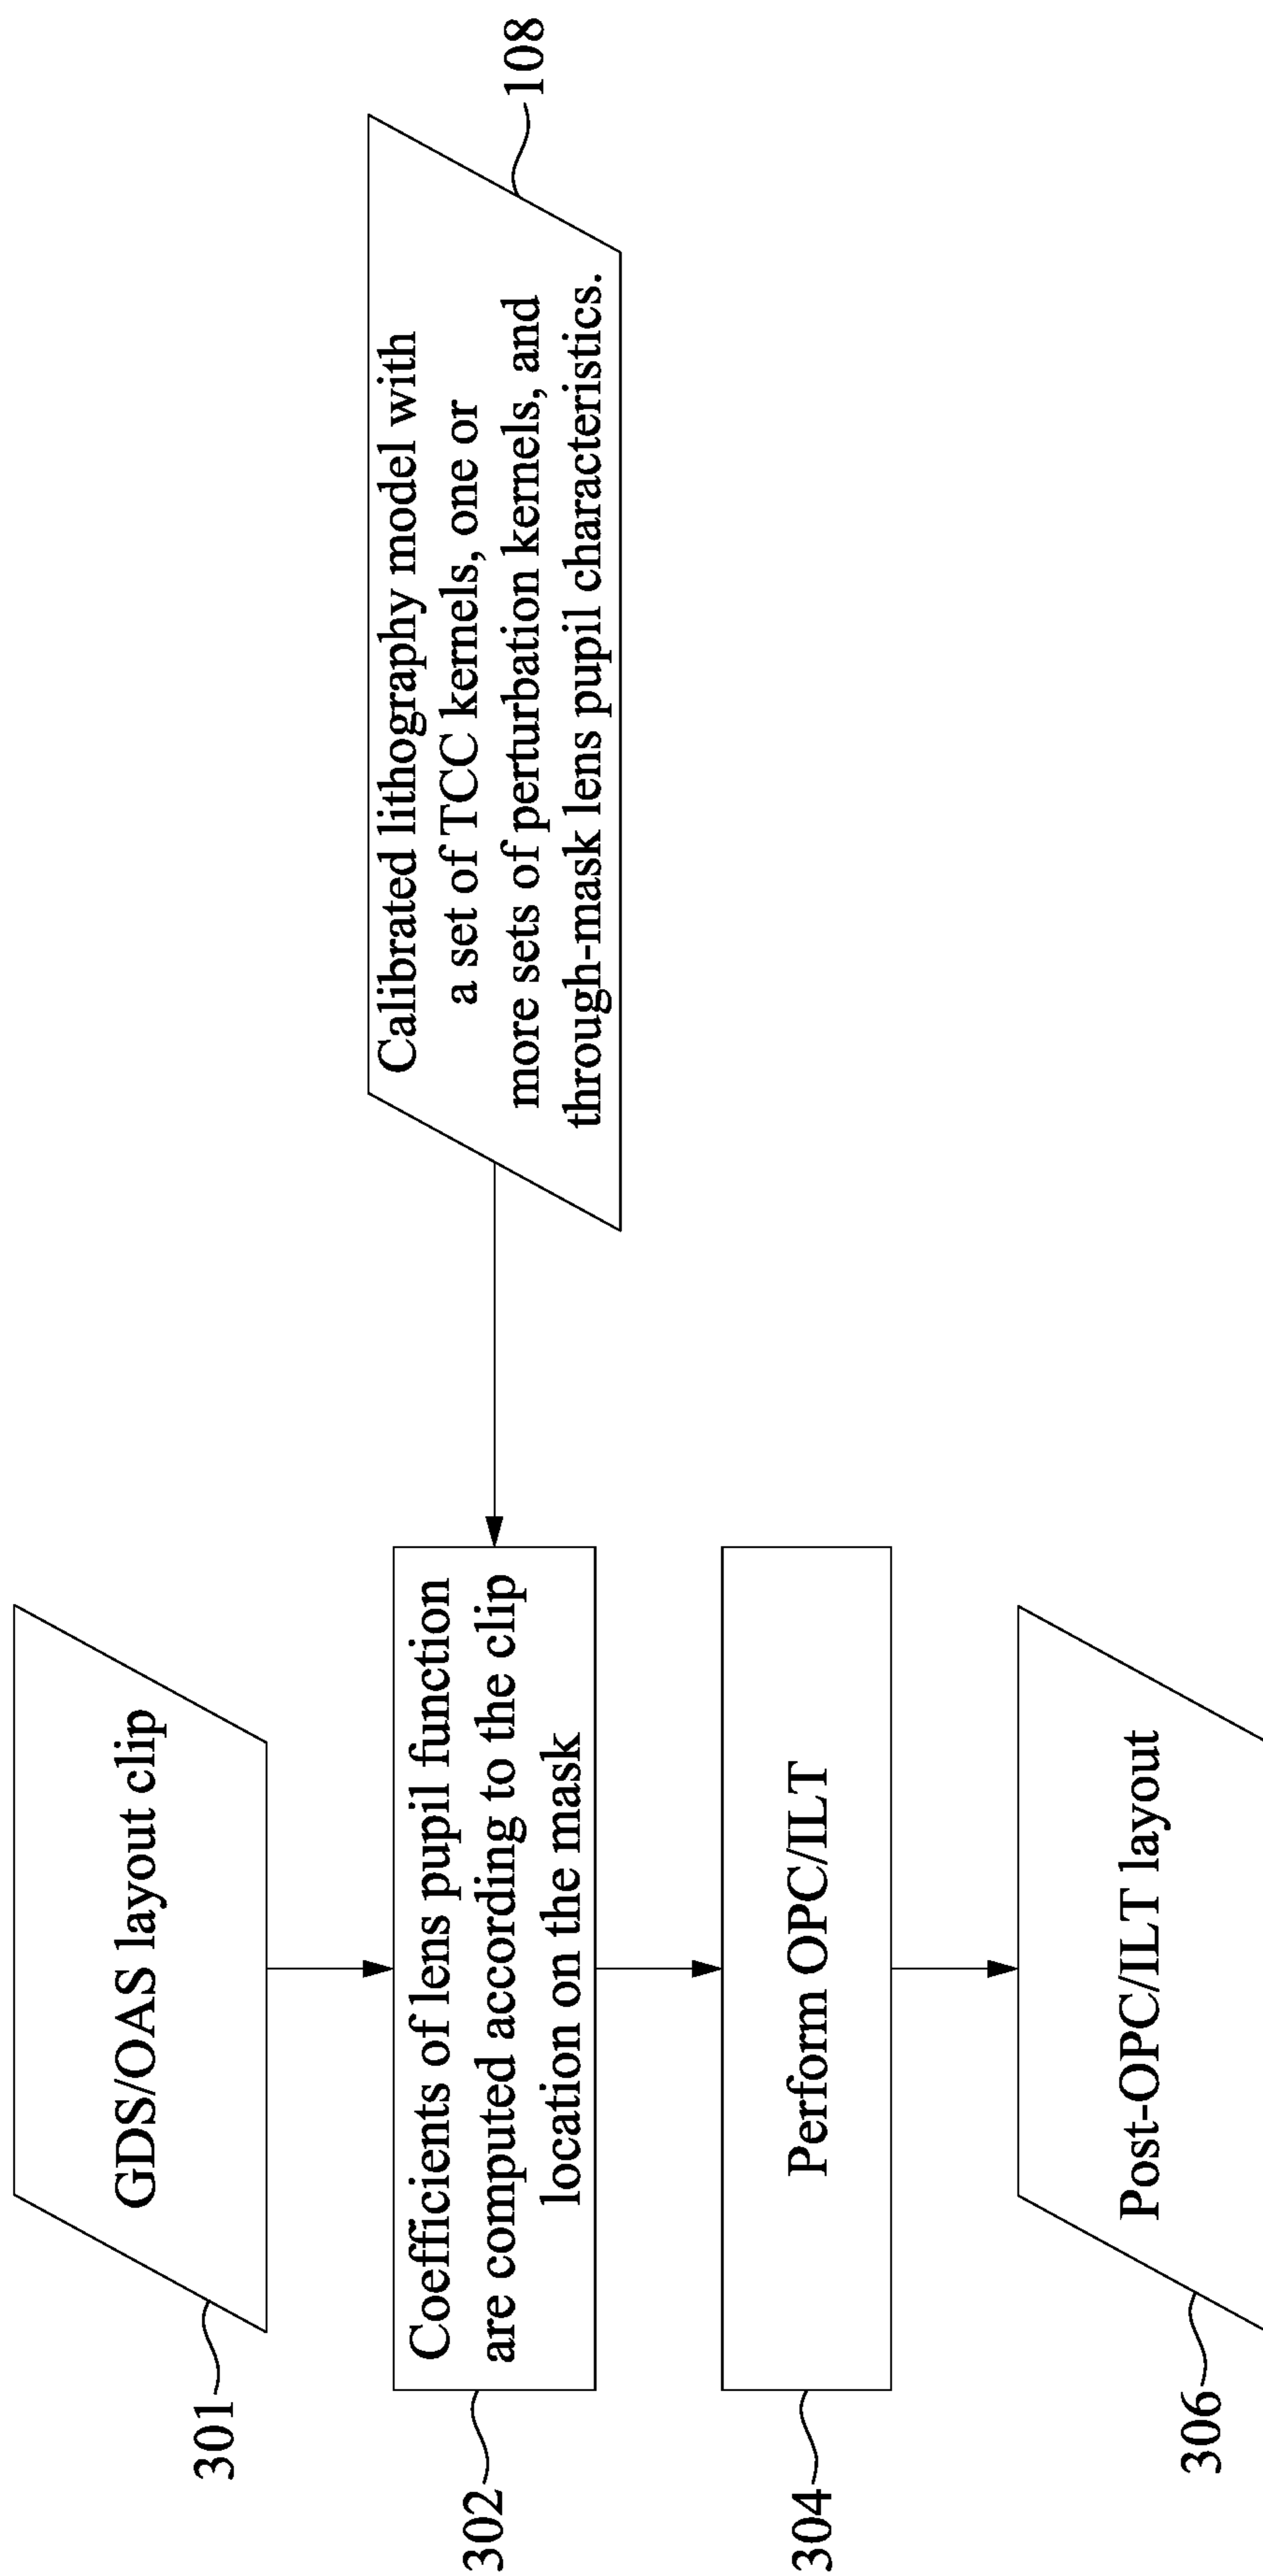 GDS/OAS layout clip
301
Coefficients of lens pupil function
are computed according to the clip
location on the mask
302
Calibrated lithography model with
a set of TCC kernels, one or
more sets of perturbation kernels, and
through-mask lens pupil characteristics.
108
Perform OPC/ILT
304
Post-OPC/ILT layout
306